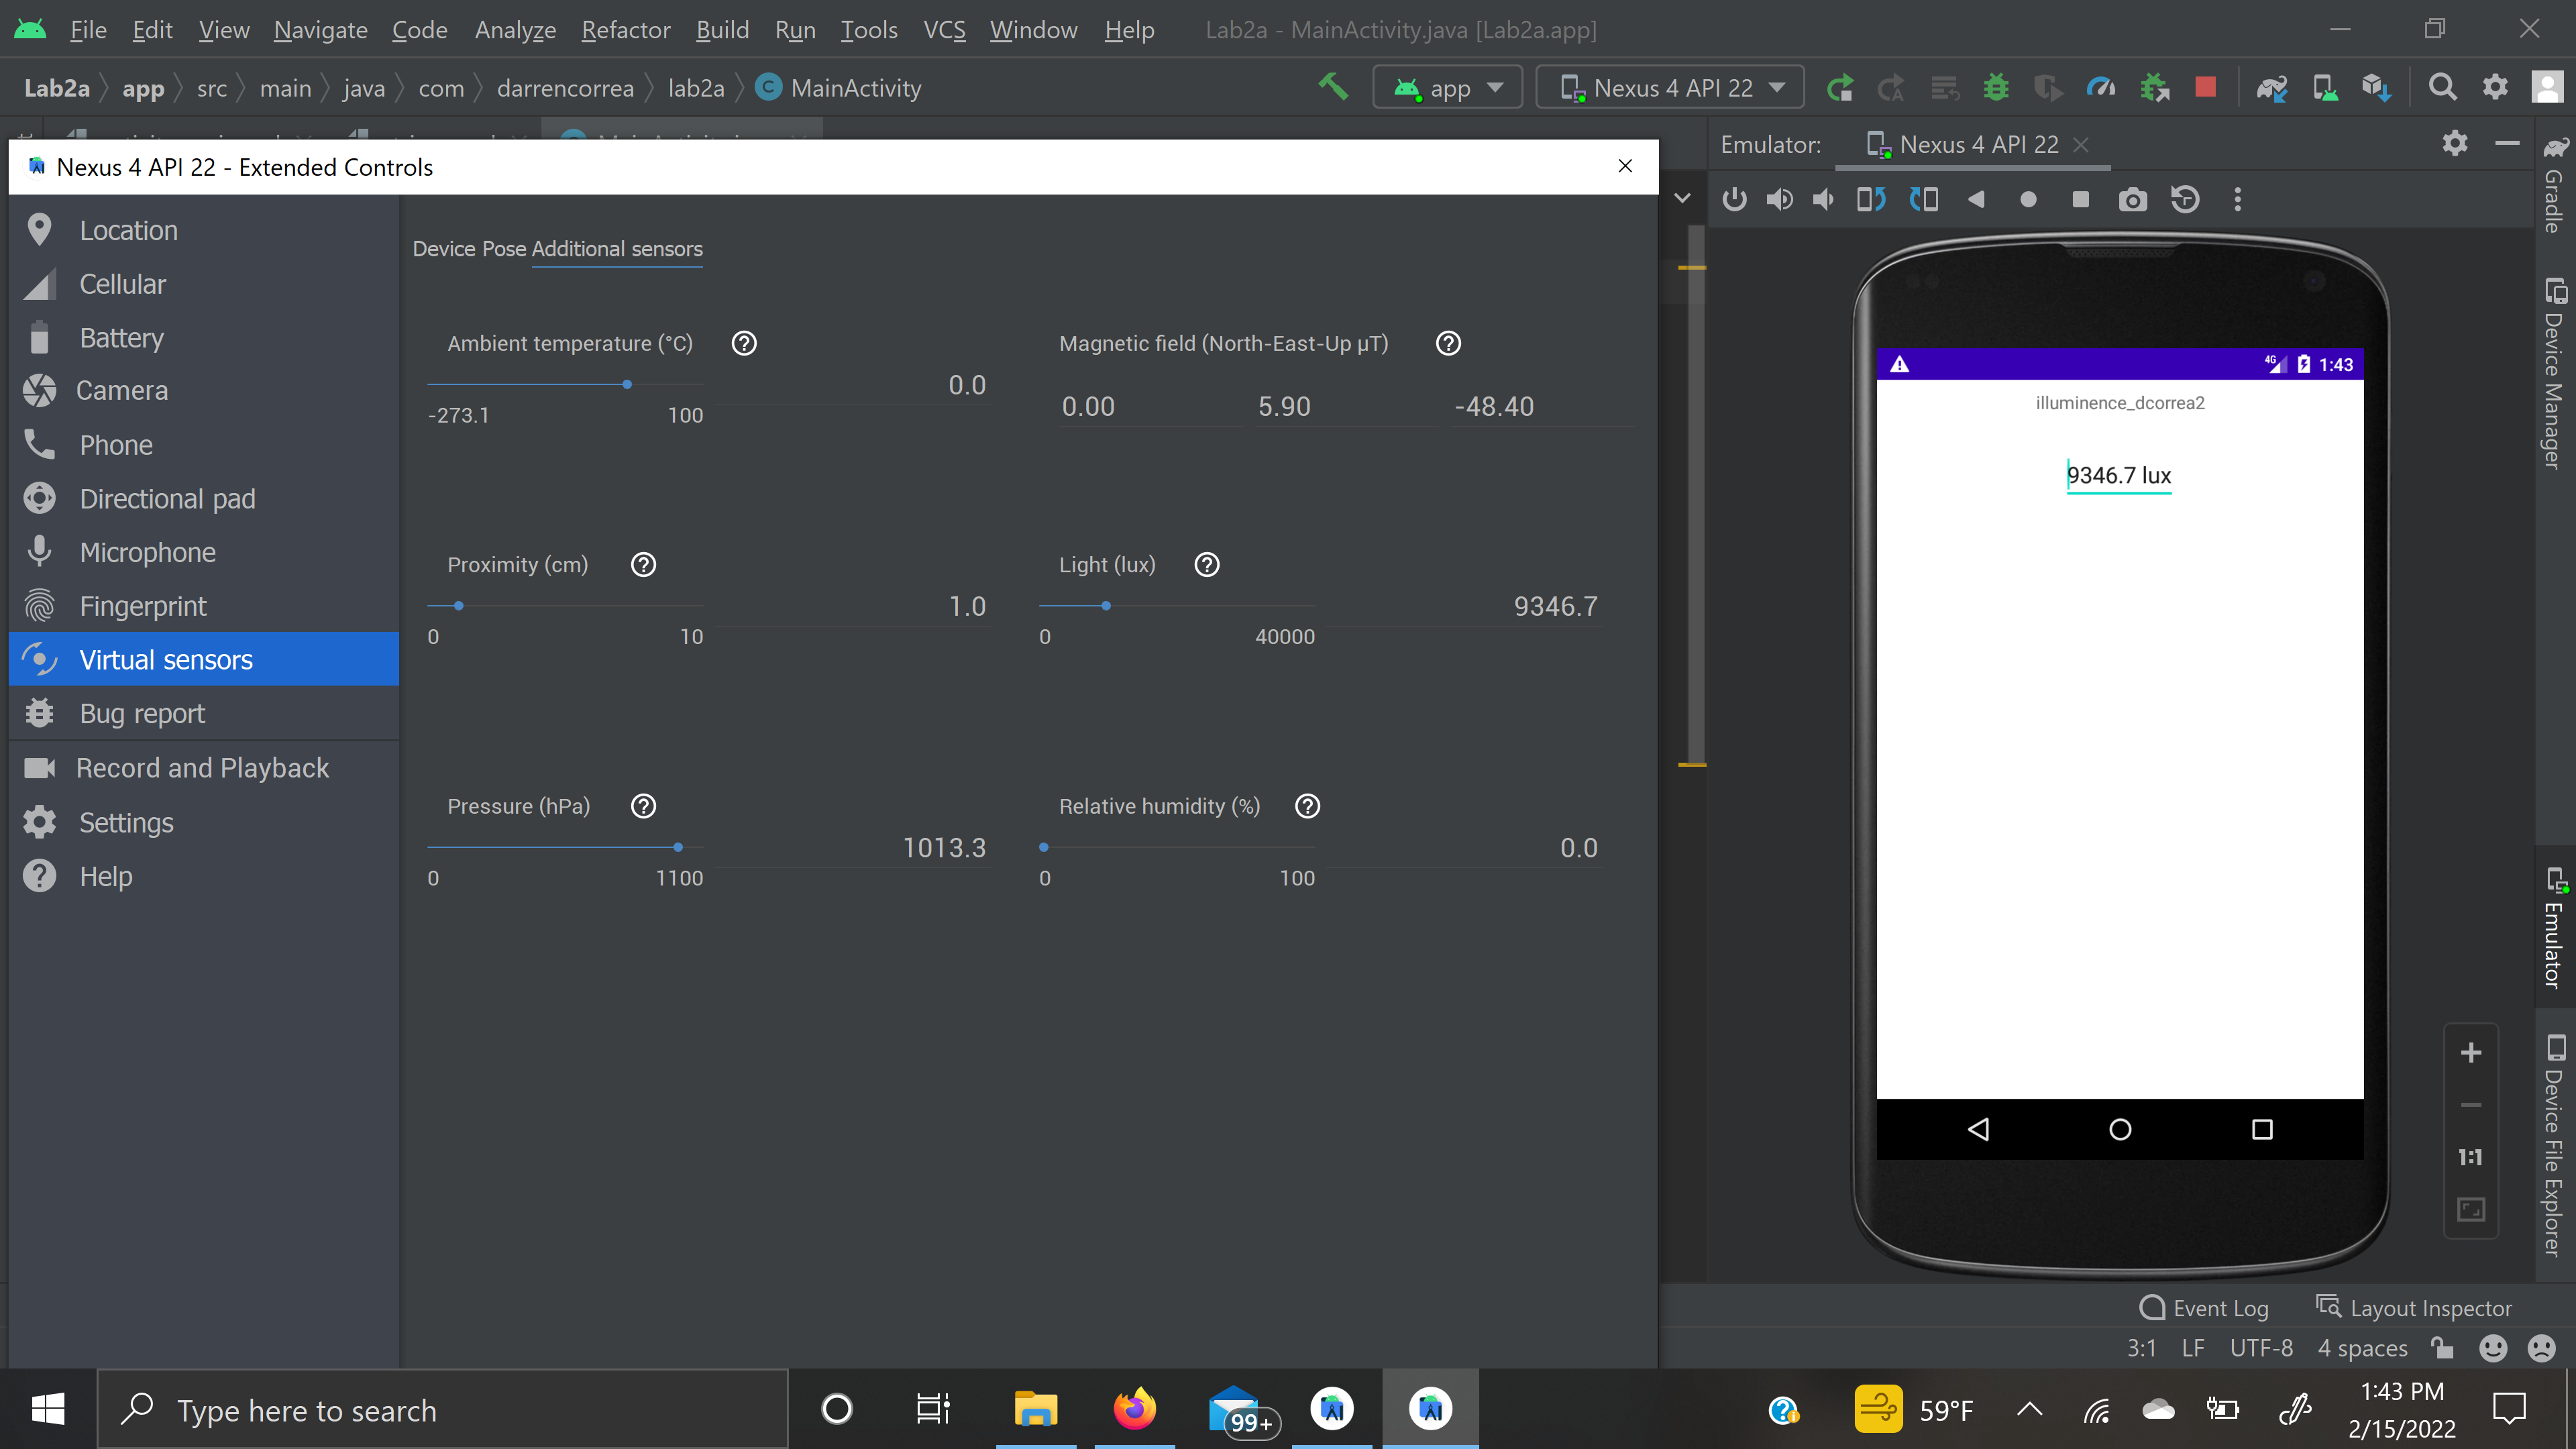 File Edit View Navigate Code Analyze Refactor Build Run Tools VCS Window Help Lab2a - MainActivity.java [Lab2a.app]
Lab2a app src main java com darrencorrea lab2a MainActivity app Nexus 4 API 22
Emulator: Nexus 4 API 22
Nexus 4 API 22 - Extended Controls
Location
Cellular
Battery
Camera
Phone
Directional pad
Microphone
Fingerprint
Virtual sensors
Bug report
Record and Playback
Settings
Help
Device Pose Additional sensors
Ambient temperature (°C)
0.0
-273.1 100
Magnetic field (North-East-Up μT)
0.00 5.90 -48.40
Proximity (cm)
1.0
0 10
Light (lux)
9346.7
0 40000
Pressure (hPa)
1013.3
0 1100
Relative humidity (%)
0.0
0 100
4G 1:43
illuminence_dcorrea2
9346.7 lux
1:1
Gradle
Device Manager
Emulator
Device File Explorer
Event Log Layout Inspector
3:1 LF UTF-8 4 spaces
Type here to search
99+
59°F
1:43 PM
2/15/2022